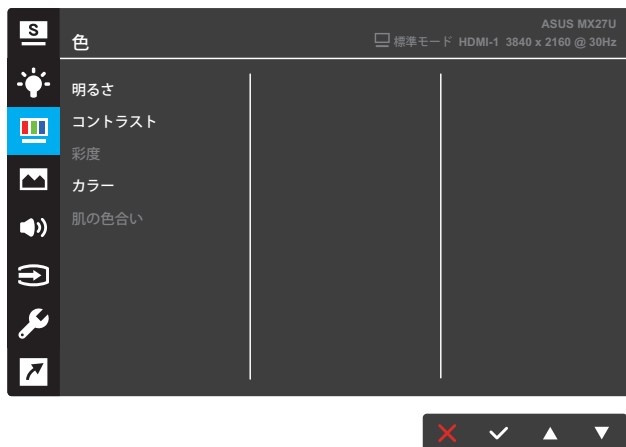 S
ASUS MX27U
色
標準モード HDMI-1 3840 x 2160 @ 30Hz
明るさ
コントラスト
彩度
カラー
肌の色合い